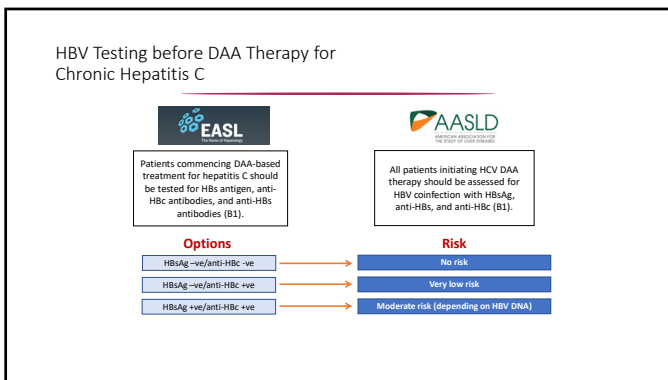 HBV Testing before DAA Therapy for
Chronic Hepatitis C
EASL
The Home of Hepatology
AASLD
AMERICAN ASSOCIATION FOR
THE STUDY OF LIVER DISEASES
Patients commencing DAA-based
treatment for hepatitis C should
be tested for HBs antigen, anti-
HBc antibodies, and anti-HBs
antibodies (B1).
All patients initiating HCV DAA
therapy should be assessed for
HBV coinfection with HBsAg,
anti-HBs, and anti-HBc (B1).
Options
Risk
HBsAg –ve/anti-HBc -ve
No risk
HBsAg –ve/anti-HBc +ve
Very low risk
HBsAg +ve/anti-HBc +ve
Moderate risk (depending on HBV DNA)